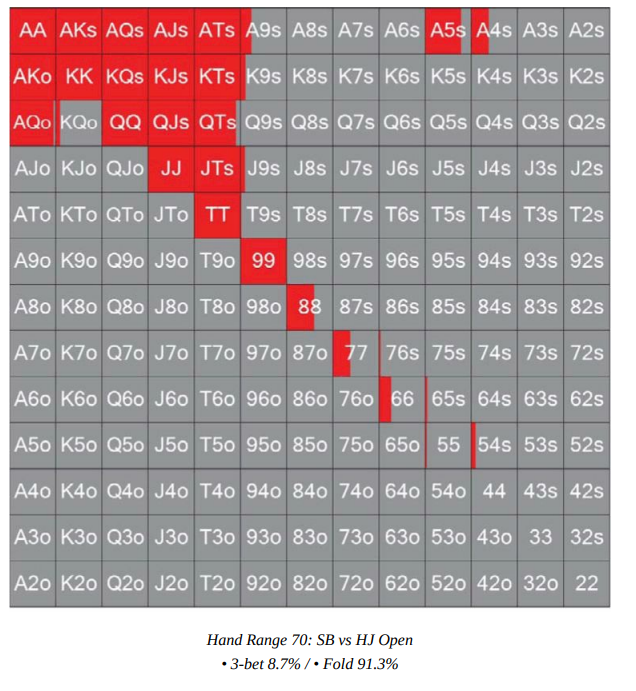 AA AKs AQs AJs ATs A9s A8s A7s A6s A5s A4s A3s A2s
AKo KK KQs KJs KTs K9s K8s K7s K6s K5s K4s K3s K2s
AQo KQo QQ QJs QTs Q9s Q8s Q7s Q6s Q5s Q4s Q3s Q2s
AJo KJo QJo JJ JTs J9s J8s J7s J6s J5s J4s J3s J2s
ATo KTo QTo JTo TT T9s T8s T7s T6s T5s T4s T3s T2s
A9o K9o Q9o J9o T9o 99 98s 97s 96s 95s 94s 93s 92s
A8o K8o Q8o J8o T8o 98o 88 87s 86s 85s 84s 83s 82s
A7o K7o Q7o J7o T7o 97o 87o 77 76s 75s 74s 73s 72s
A6o K6o Q6o J6o T6o 96o 86o 76o 66 65s 64s 63s 62s
A5o K5o Q5o J5o T5o 95o 85o 75o 65o 55 54s 53s 52s
A4o K4o Q4o J4o T4o 94o 84o 74o 64o 54o 44 43s 42s
A3o K3o Q3o J3o T3o 93o 83o 73o 63o 53o 43o 33 32s
A2o K2o Q2o J2o T2o 92o 82o 72o 62o 52o 42o 32o 22
Hand Range 70: SB vs HJ Open
• 3-bet 8.7% / • Fold 91.3%